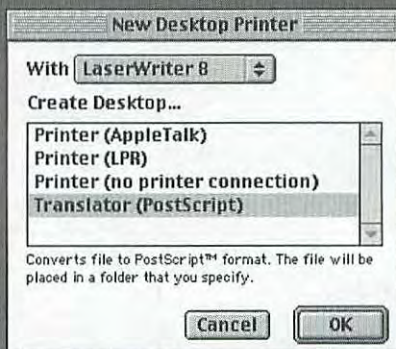 New Desktop Printer
With LaserWriter 8
Create Desktop...
Printer (AppleTalk)
Printer (LPR)
Printer (no printer connection)
Translator (PostScript)
Converts file to PostScript™ format. The file will be
placed in a folder that you specify.
Cancel OK